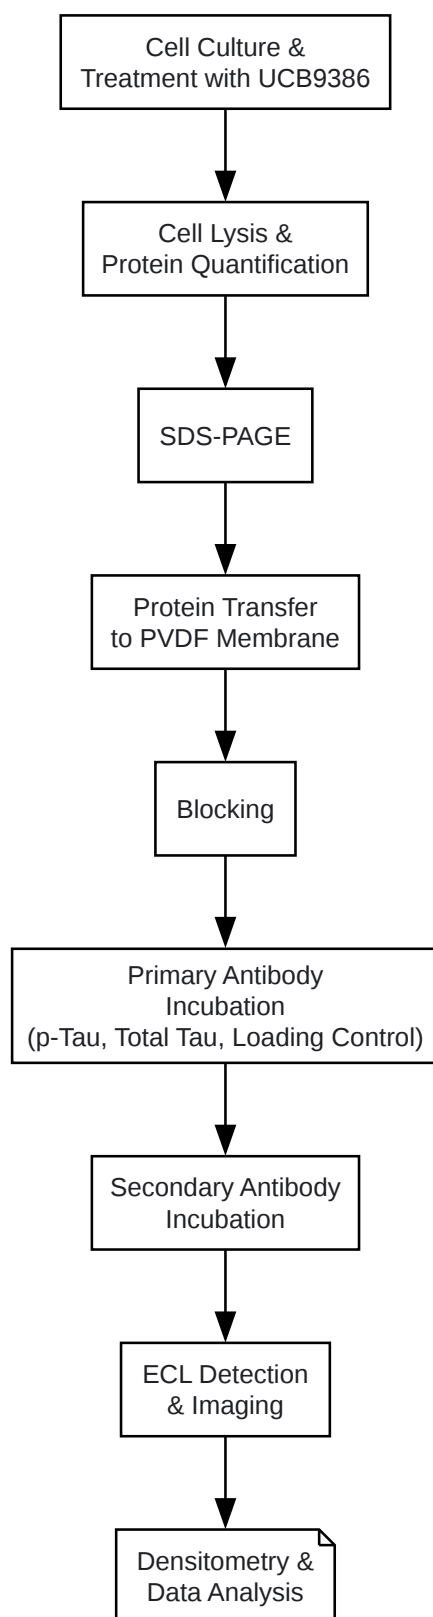 Cell Culture &
Treatment with UCB9386
Cell Lysis &
Protein Quantification
SDS-PAGE
Protein Transfer
to PVDF Membrane
Blocking
Primary Antibody
Incubation
(p-Tau, Total Tau, Loading Control)
Secondary Antibody
Incubation
ECL Detection
& Imaging
Densitometry &
Data Analysis